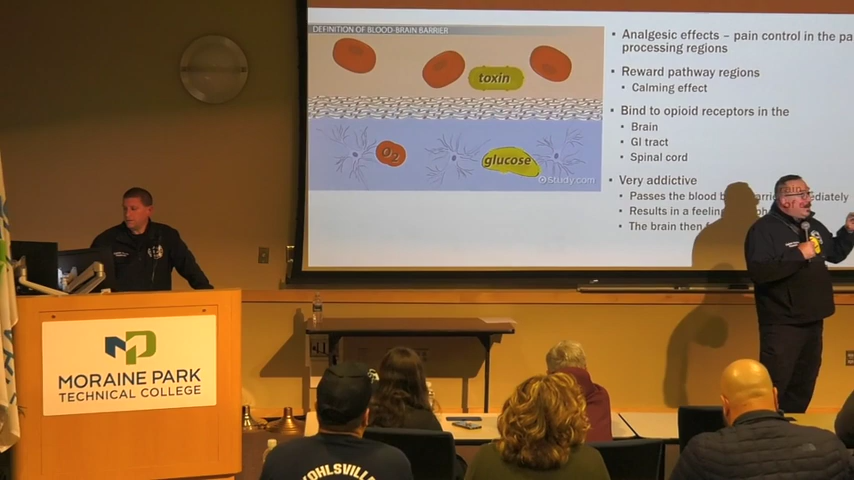 DEFINITION OF BLOOD-BRAIN BARRIER
toxin
O2
glucose
Study.com
Analgesic effects – pain control in the pa
processing regions
Reward pathway regions
Calming effect
Bind to opioid receptors in the
Brain
GI tract
Spinal cord
Very addictive
Passes the blood b
Results in a feeling
The brain then
MORAINE PARK
TECHNICAL COLLEGE
KOHLSVILLE